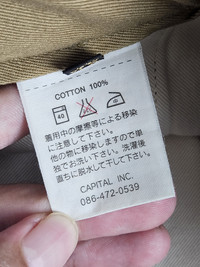 COTTON 100%
40
着用中の摩擦等による移染
に注意して下さい。
他の物に移染しますので単
独でお洗い下さい。洗濯後
直ちに脱水して干して下さい。
CAPITAL INC.
086-472-0539